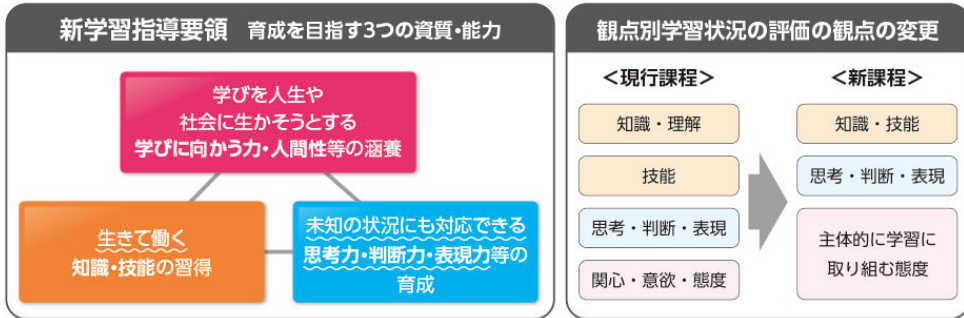 新学習指導要領 育成を目指す3つの資質・能力
学びを人生や
社会に生かそうとする
学びに向かう力・人間性等の涵養
生きて働く
知識・技能の習得
未知の状況にも対応できる
思考力・判断力・表現力等の
育成
観点別学習状況の評価の観点の変更
<現行課程>
知識・理解
技能
思考・判断・表現
関心・意欲・態度
<新課程>
知識・技能
思考・判断・表現
主体的に学習に
取り組む態度